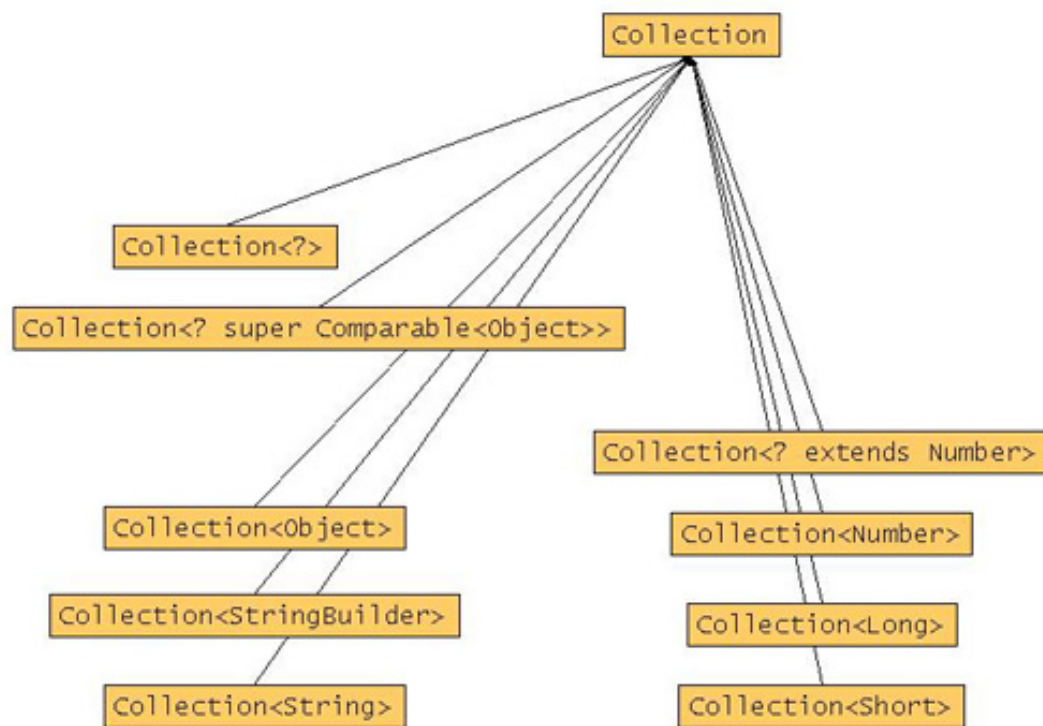 Collection
Collection<?>
Collection<? super Comparable<Object>>
Collection<? extends Number>
Collection<Object>
Collection<Number>
Collection<StringBuilder>
Collection<Long>
Collection<String>
Collection<Short>